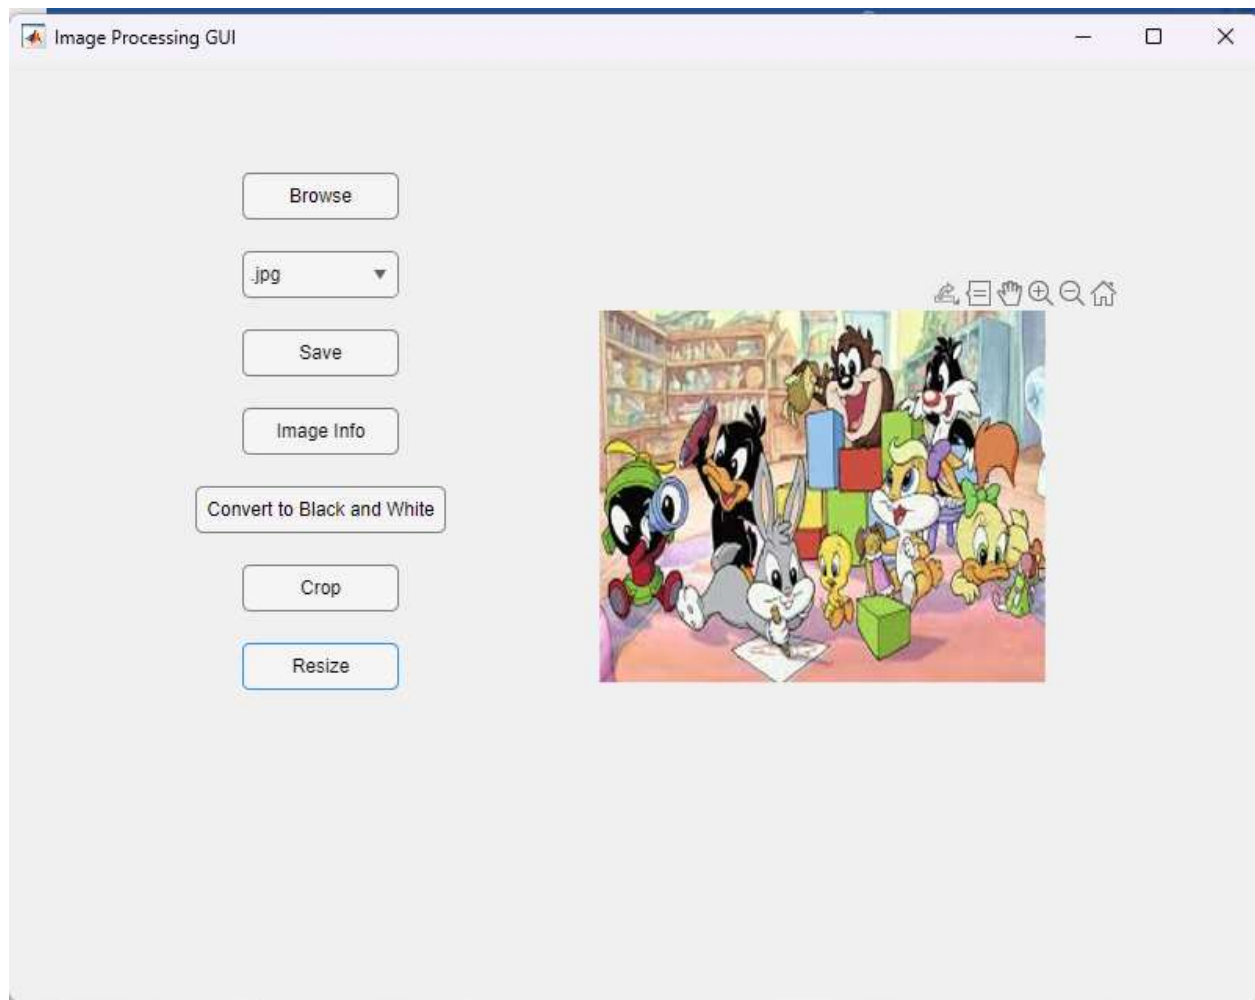 Image Processing GUI
Browse
.jpg
Save
Image Info
Convert to Black and White
Crop
Resize